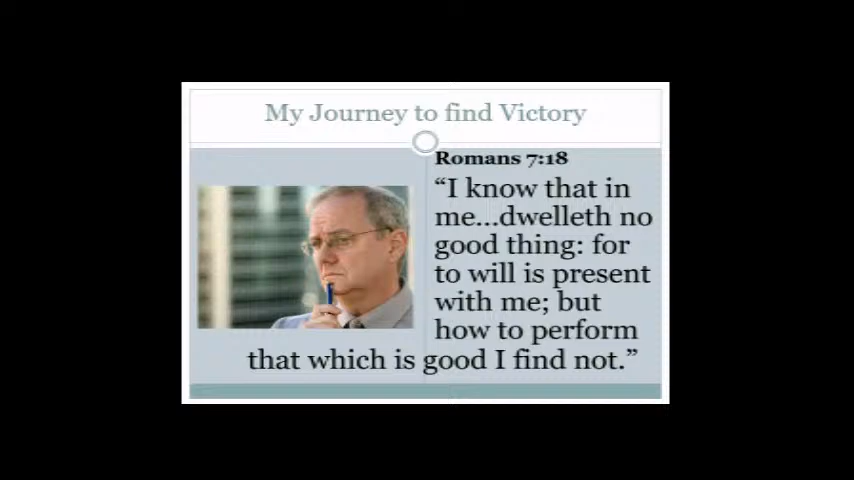 My Journey to find Victory
Romans 7:18
“I know that in
me...dwelleth no
good thing: for
to will is present
with me; but
how to perform
that which is good I find not.”